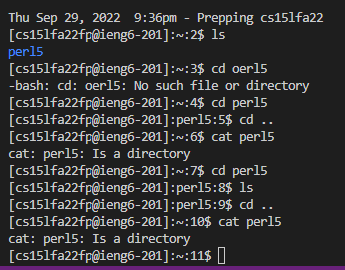 Thu Sep 29, 2022  9:36pm - Prepping cs15lfa22
[cs15lfa22fp@ieng6-201]:~:2$ ls
perl5
[cs15lfa22fp@ieng6-201]:~:3$ cd oerl5
-bash: cd: oerl5: No such file or directory
[cs15lfa22fp@ieng6-201]:~:4$ cd perl5
[cs15lfa22fp@ieng6-201]:perl5:5$ cd ..
[cs15lfa22fp@ieng6-201]:~:6$ cat perl5
cat: perl5: Is a directory
[cs15lfa22fp@ieng6-201]:~:7$ cd perl5
[cs15lfa22fp@ieng6-201]:perl5:8$ ls
[cs15lfa22fp@ieng6-201]:perl5:9$ cd ..
[cs15lfa22fp@ieng6-201]:~:10$ cat perl5
cat: perl5: Is a directory
[cs15lfa22fp@ieng6-201]:~:11$